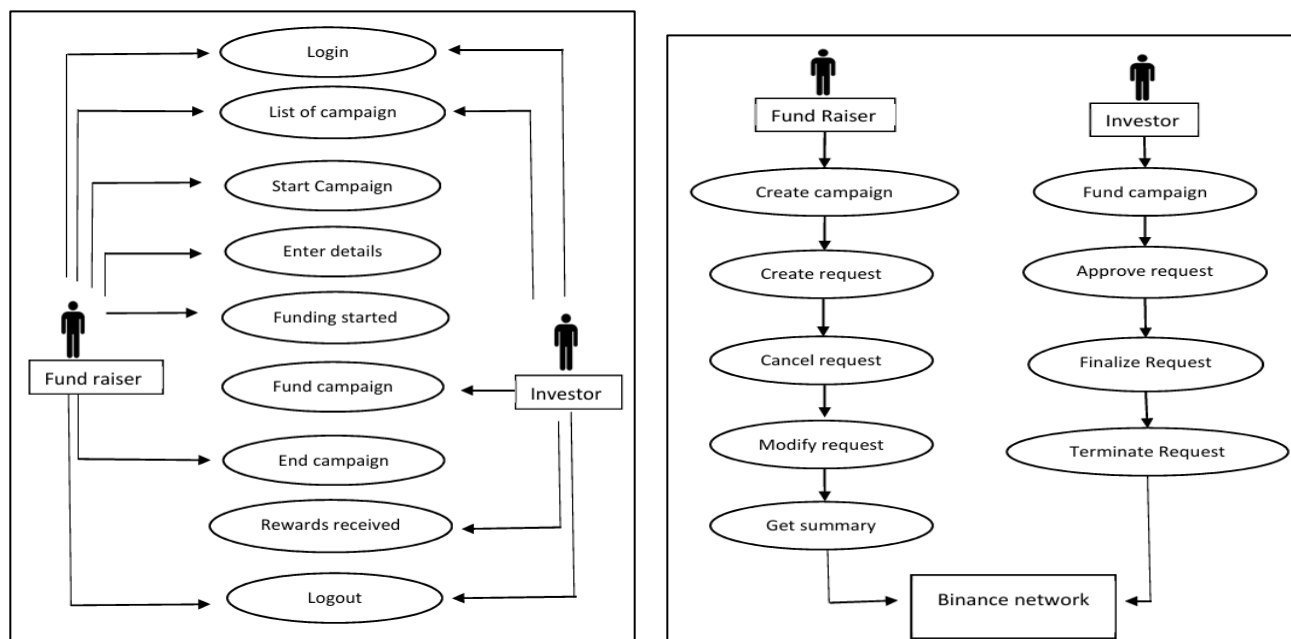 Login
List of campaign
Start Campaign
Enter details
Funding started
Fund raiser
Fund campaign
Investor
End campaign
Rewards received
Logout
Fund Raiser
Investor
Create campaign
Fund campaign
Create request
Approve request
Cancel request
Finalize Request
Modify request
Terminate Request
Get summary
Binance network